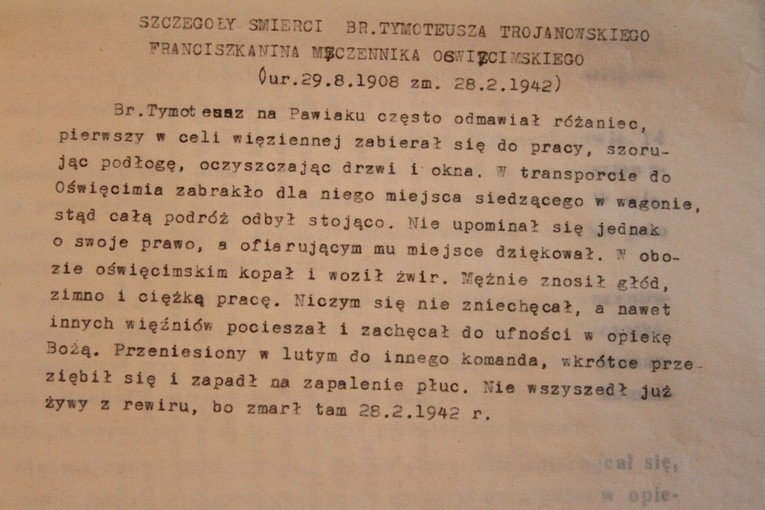 SZCZEGOŁY SMIERCI BR.TYMOTEUSZA TROJANOWSKIEGO
FRANCISZKANINA MĘCZENNIKA OŚWIĘCIMSKIEGO
(ur.29.8.1908 zm. 28.2.1942)
Br.Tymoteusz na Pawiaku często odmawiał różaniec,
pierwszy w celi więziennej zabierał się do pracy, szoru-
jąc podłogę, oczyszczając drzwi i okna. W transporcie do
Oświęcimia zabrakło dla niego miejsca siedzącego w wagonie,
stąd całą podróż odbył stojąco. Nie upominał się jednak
o swoje prawo, a ofiarującym mu miejsce dziękował. W obo-
zie oświęcimskim kopał i woził żwir. Mężnie znosił głód,
zimno i ciężką pracę. Niczym się nie zniechęcał, a nawet
innych więźniów pocieszał i zachęcał do ufności w opiekę
Bożą. Przeniesiony w lutym do innego komanda, wkrótce prze-
ziębił się i zapadł na zapalenie płuc. Nie wszyszedł już
żywy z rewiru, bo zmarł tam 28.2.1942 r.
cał się,
w opie-